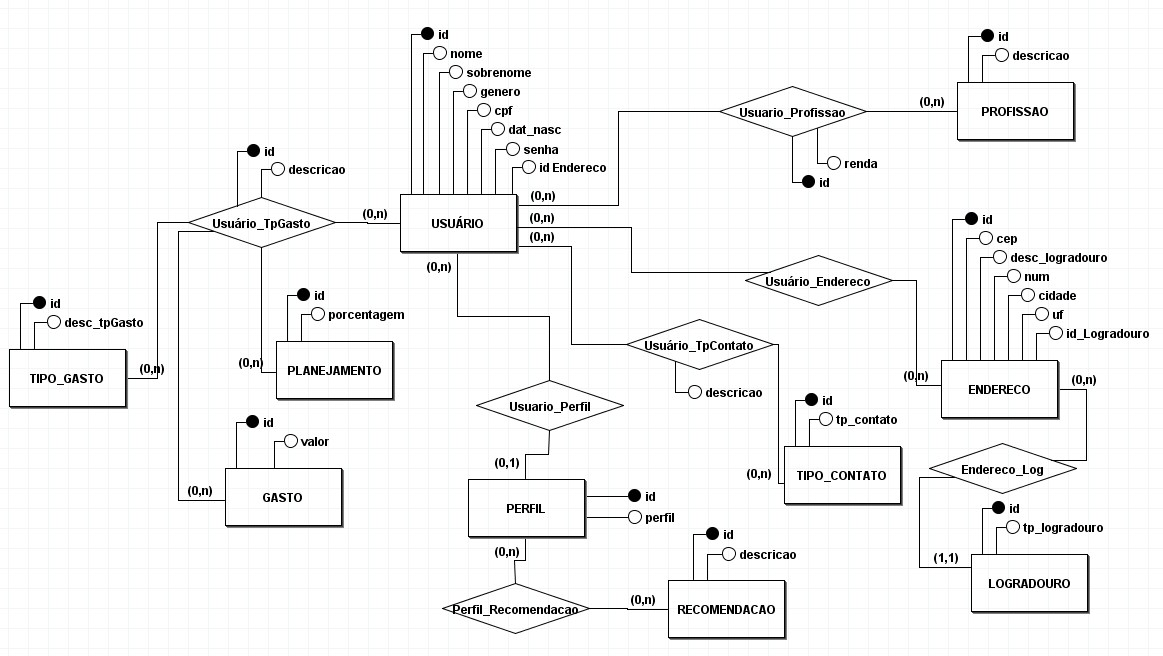 id
nome
sobrenome
genero
cpf
dat_nasc
senha
id Endereco
USUÁRIO
(0,n)
(0,n)
(0,n)
(0,n)
(0,n)
Usuario_Profissao
renda
id
(0,n)
id
descricao
PROFISSAO
id
descricao
Usuário_TpGasto
id
desc_tpGasto
TIPO_GASTO
(0,n)
id
porcentagem
PLANEJAMENTO
(0,n)
id
valor
GASTO
(0,n)
Usuário_Endereco
id
cep
desc_logradouro
num
cidade
uf
id_Logradouro
ENDERECO
(0,n)
(0,n)
Usuário_TpContato
descricao
id
tp_contato
TIPO_CONTATO
(0,n)
Usuario_Perfil
(0,1)
PERFIL
id
perfil
(0,n)
Perfil_Recomendacao
(0,n)
id
descricao
RECOMENDACAO
Endereco_Log
(1,1)
id
tp_logradouro
LOGRADOURO